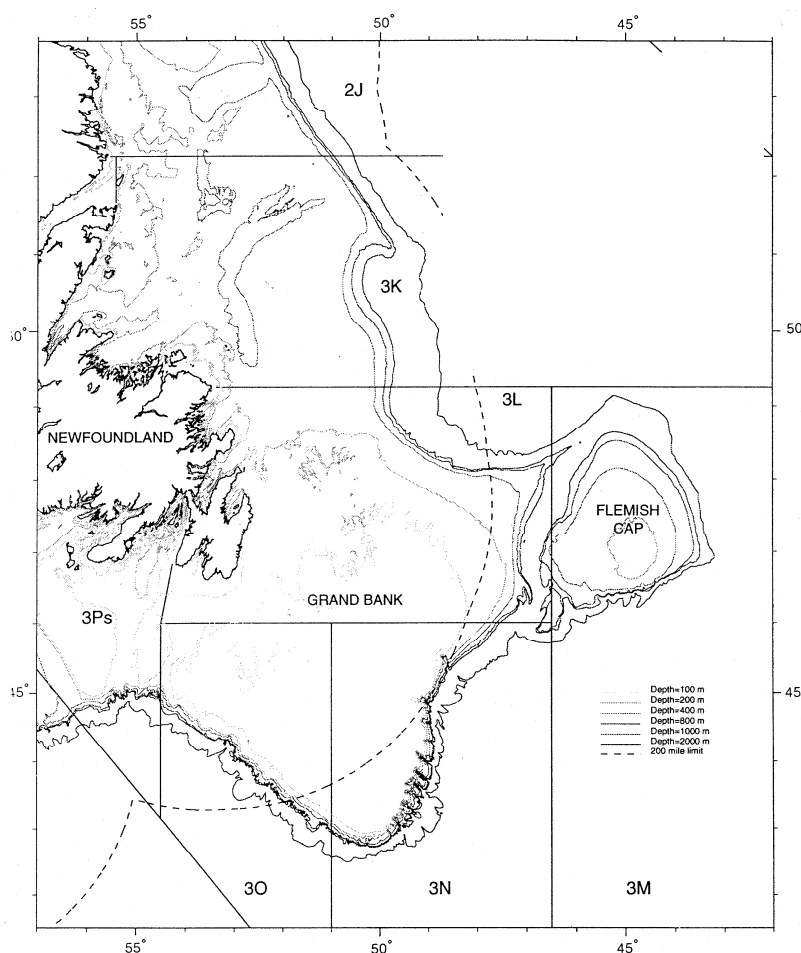 55° 50° 45°
2J
3K
50° 50
3L
NEWFOUNDLAND
FLEMISH
CAP
GRAND BANK
3Ps
45° 45°
Depth=100 m
Depth=200 m
Depth=400 m
Depth=800 m
Depth=1000 m
Depth=2000 m
200 mile limit
3O 3N 3M
55° 50° 45°